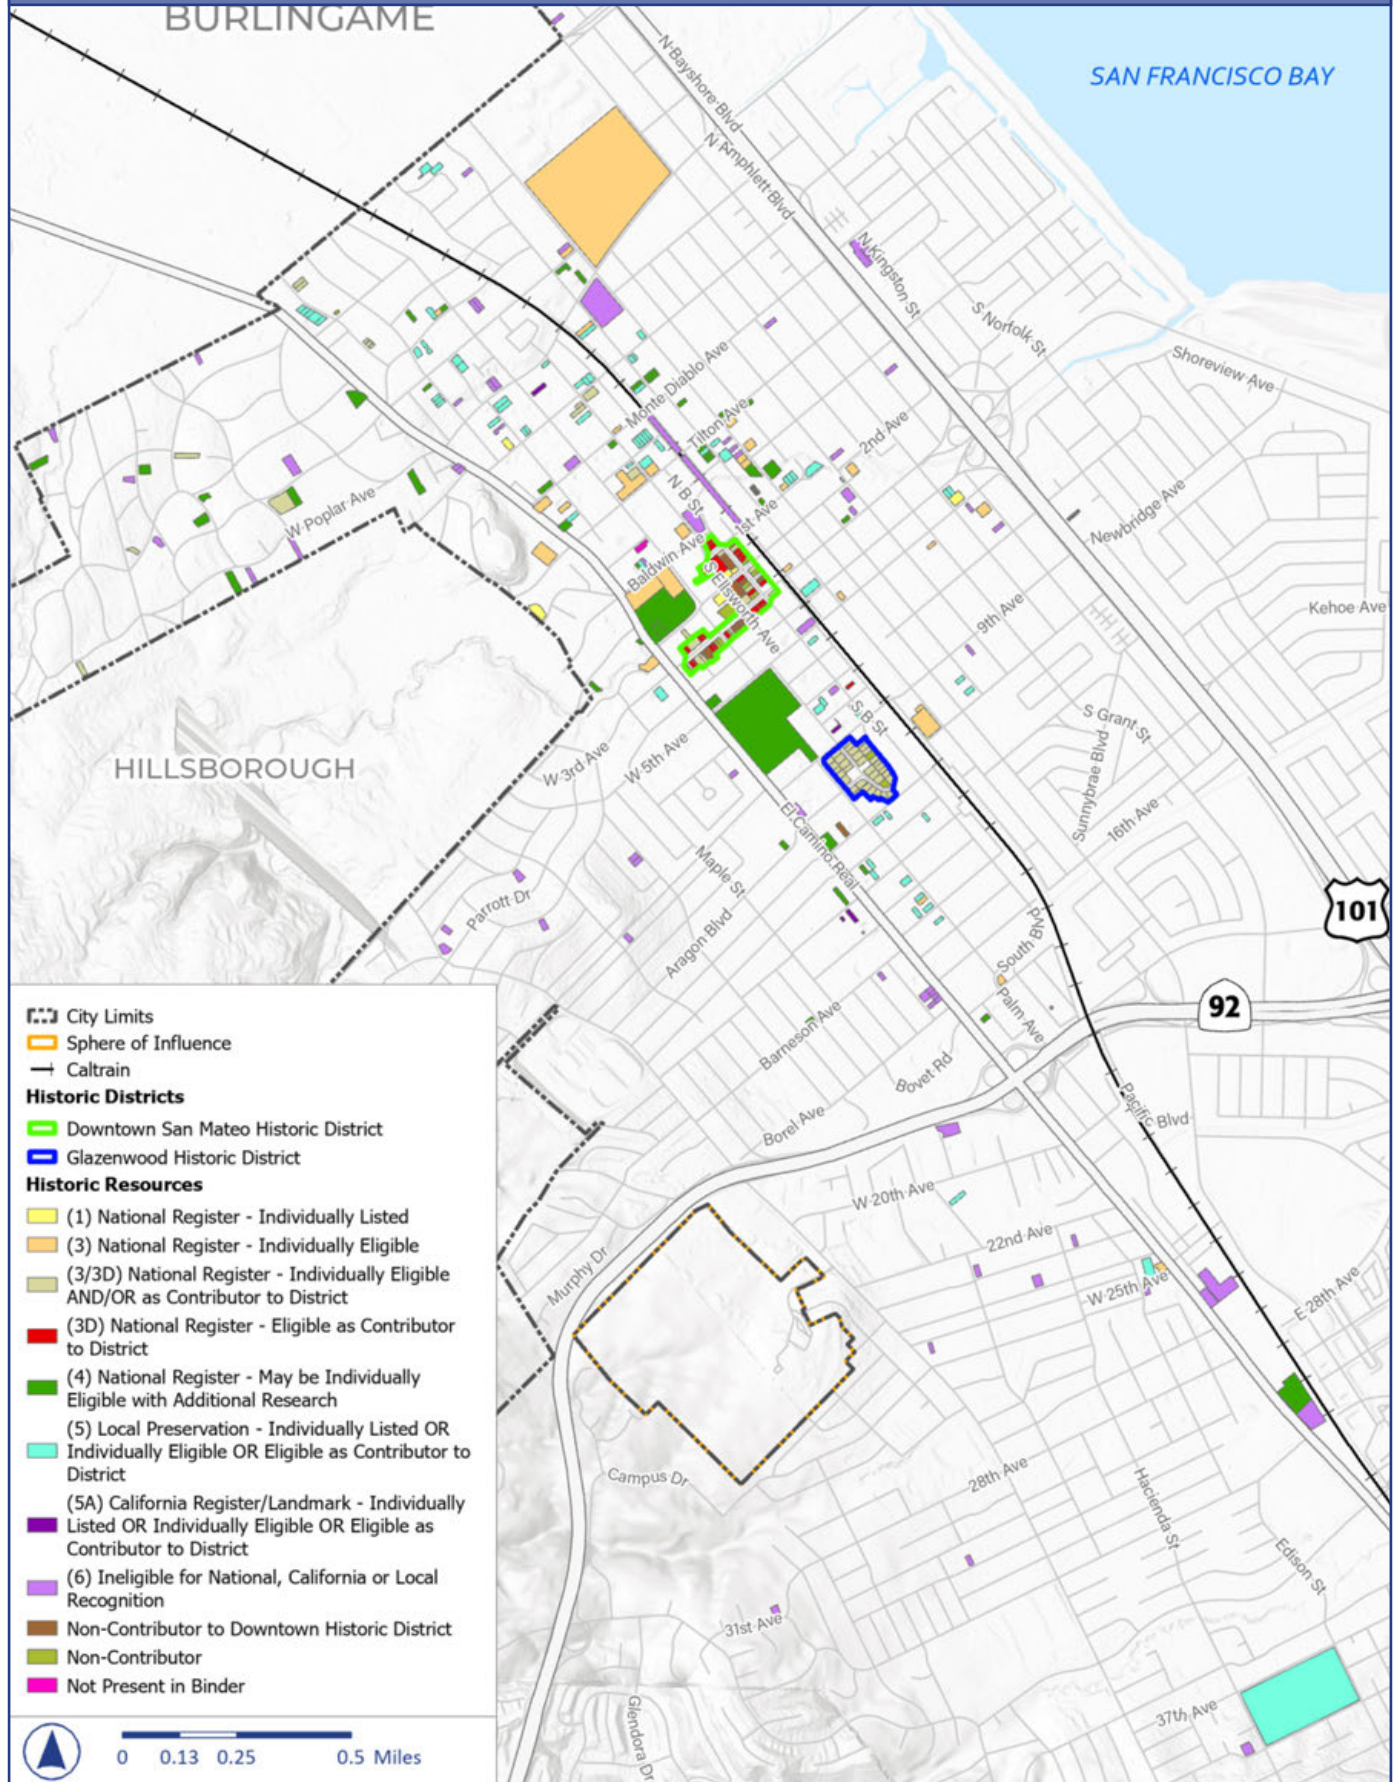 BURLINGAME
SAN FRANCISCO BAY
N Bayshore Blvd
N Amphlett Blvd
N Kingston St
S Norfolk St
Shoreview Ave
Monte Diablo Ave
Tilton Ave
2nd Ave
N B St
1st Ave
Newbridge Ave
W Poplar Ave
Baldwin Ave
S Ellsworth Ave
9th Ave
Kehoe Ave
S Grant St
S B St
W 3rd Ave
W 5th Ave
HILLSBOROUGH
Sunnybrae Blvd
16th Ave
El Camino Real
Maple St
Parrott Dr
Aragon Blvd
101
South Blvd
Palm Ave
92
Barneson Ave
Bovet Rd
Borel Ave
Pacific Blvd
W 20th Ave
22nd Ave
W 25th Ave
E 28th Ave
Murphy Dr
Campus Dr
28th Ave
Hacienda St
Edison St
31st Ave
37th Ave
Glendora Dr
City Limits
Sphere of Influence
Caltrain
Historic Districts
Downtown San Mateo Historic District
Glazenwood Historic District
Historic Resources
(1) National Register - Individually Listed
(3) National Register - Individually Eligible
(3/3D) National Register - Individually Eligible
AND/OR as Contributor to District
(3D) National Register - Eligible as Contributor
to District
(4) National Register - May be Individually
Eligible with Additional Research
(5) Local Preservation - Individually Listed OR
Individually Eligible OR Eligible as Contributor to
District
(5A) California Register/Landmark - Individually
Listed OR Individually Eligible OR Eligible as
Contributor to District
(6) Ineligible for National, California or Local
Recognition
Non-Contributor to Downtown Historic District
Non-Contributor
Not Present in Binder
0 0.13 0.25 0.5 Miles